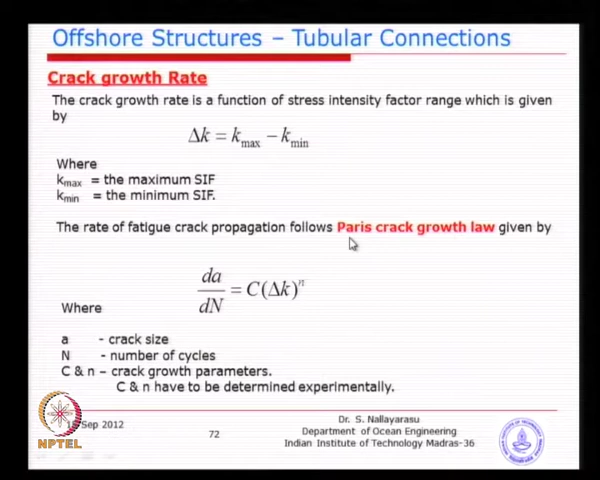 Offshore Structures – Tubular Connections
Crack growth Rate
The crack growth rate is a function of stress intensity factor range which is given
by
Δk = k_max − k_min
Where
k_max = the maximum SIF
k_min = the minimum SIF.
The rate of fatigue crack propagation follows Paris crack growth law given by
da/dN = C(Δk)^n
Where
a - crack size
N - number of cycles
C & n – crack growth parameters.
C & n have to be determined experimentally.
Sep 2012
72
Dr. S. Nallayarasu
Department of Ocean Engineering
Indian Institute of Technology Madras-36
NPTEL